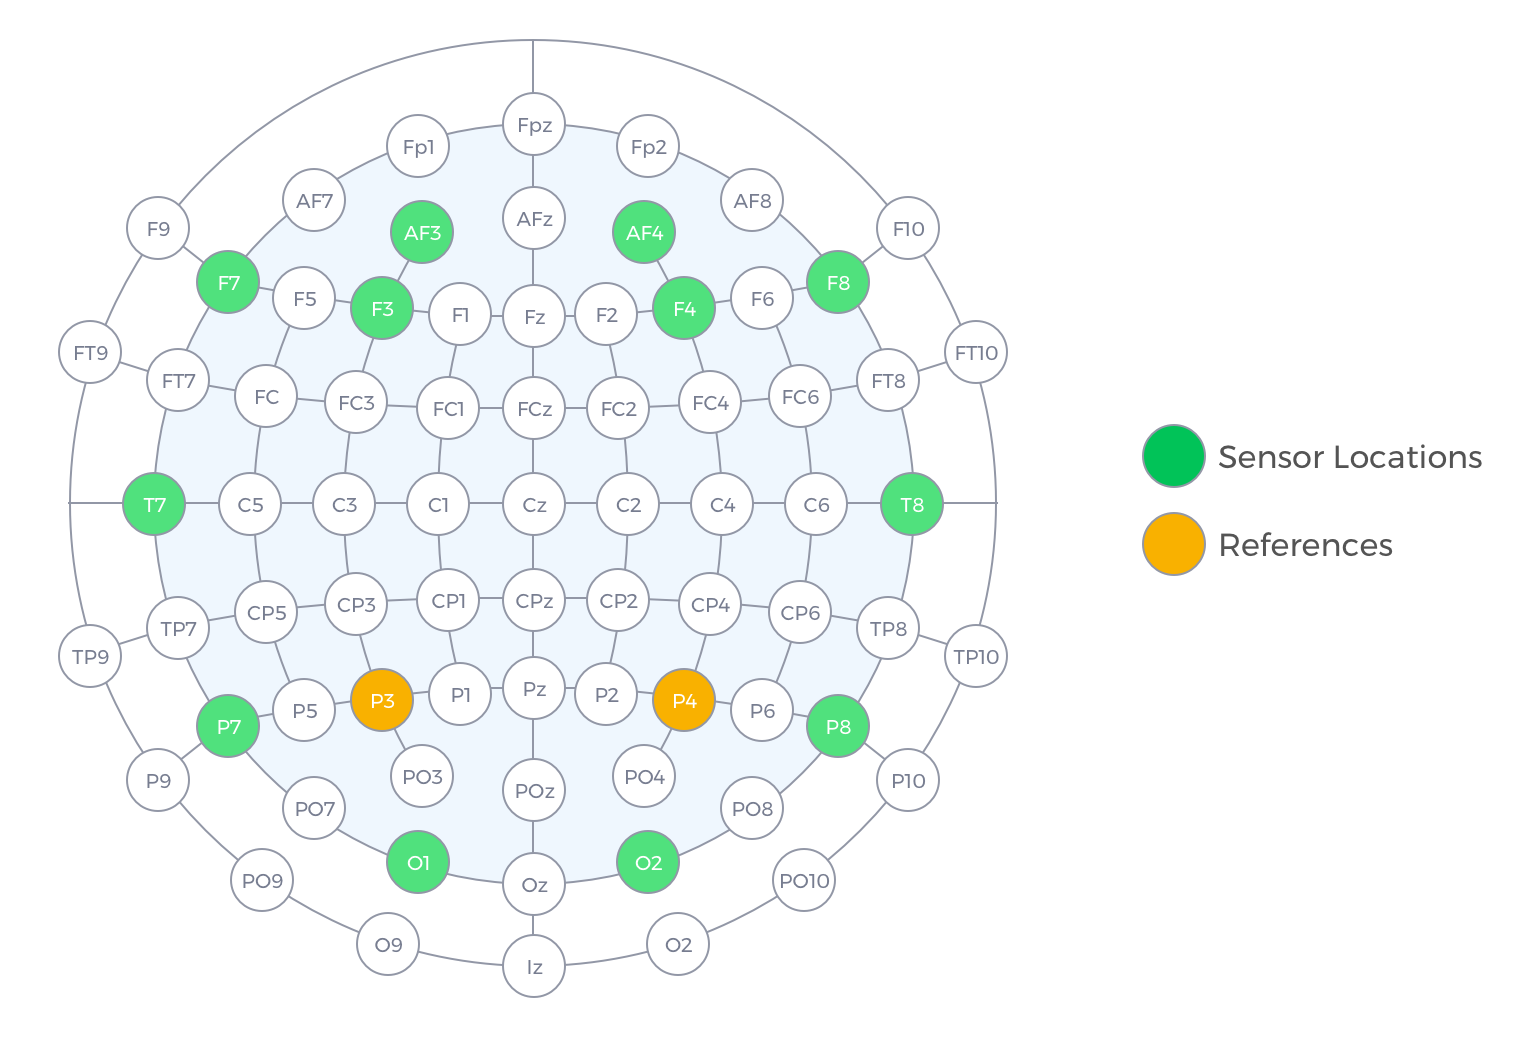 Fpz
Fp1
Fp2
AF7
AF8
AFz
F9
F10
AF3
AF4
F7
F8
F5
F6
F3
F4
F1
F2
Fz
FT9
FT10
FT7
FT8
FC
FC6
FC3
FC4
FC1
FCz
FC2
T7
C5
C3
C1
Cz
C2
C4
C6
T8
CP1
CPz
CP2
CP3
CP4
CP5
CP6
TP7
TP8
TP9
TP10
Pz
P1
P2
P3
P4
P5
P6
P7
P8
PO3
PO4
P9
P10
POz
PO7
PO8
O1
O2
PO9
PO10
Oz
O9
O2
Iz
Sensor Locations
References